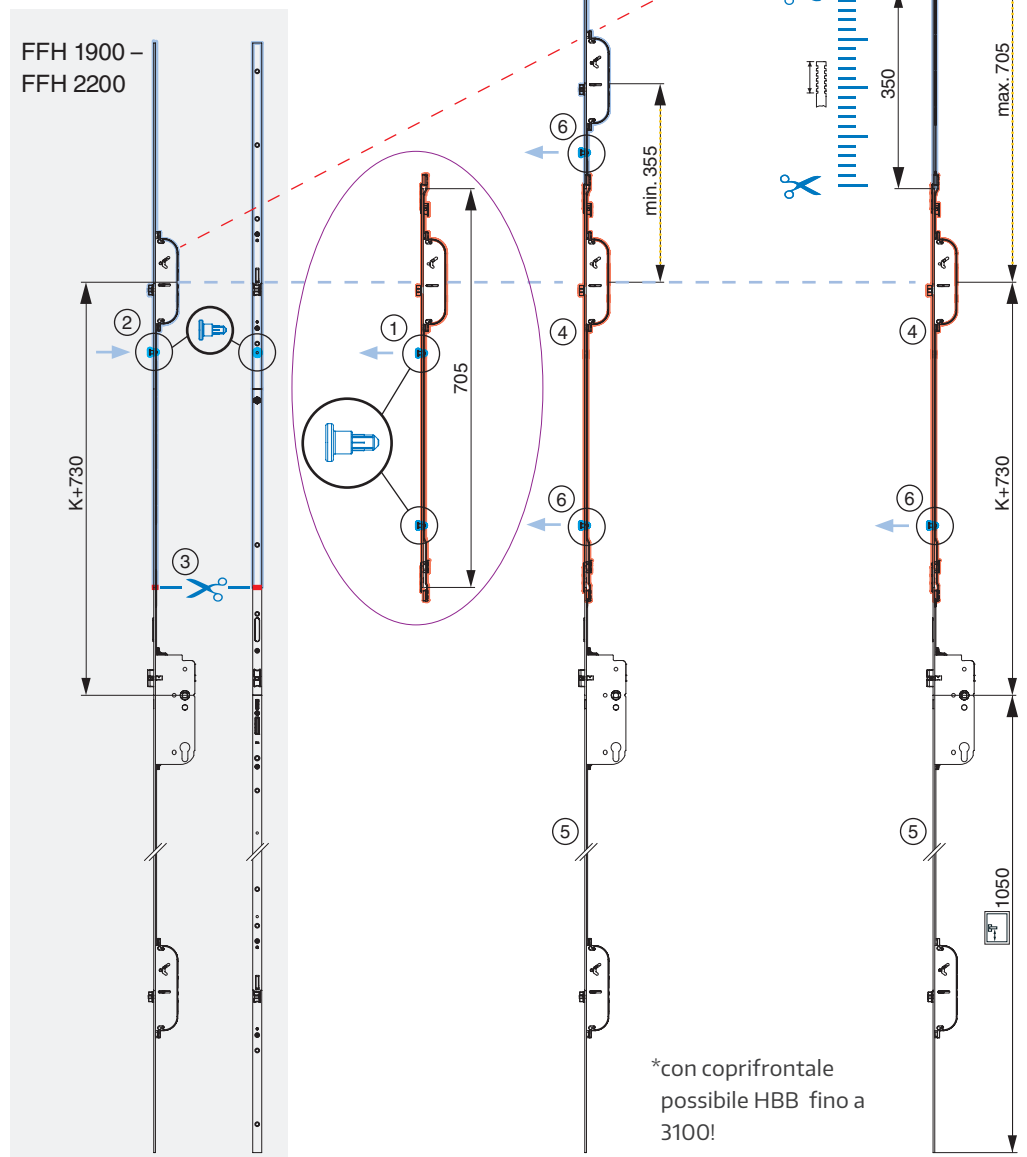 FFH 1900 –
FFH 2200
max. 705
350
6
min. 355
2
1
4
4
705
K+730
K+730
6
6
3
5
5
1050
*con coprifrontale
possibile HBB fino a
3100!